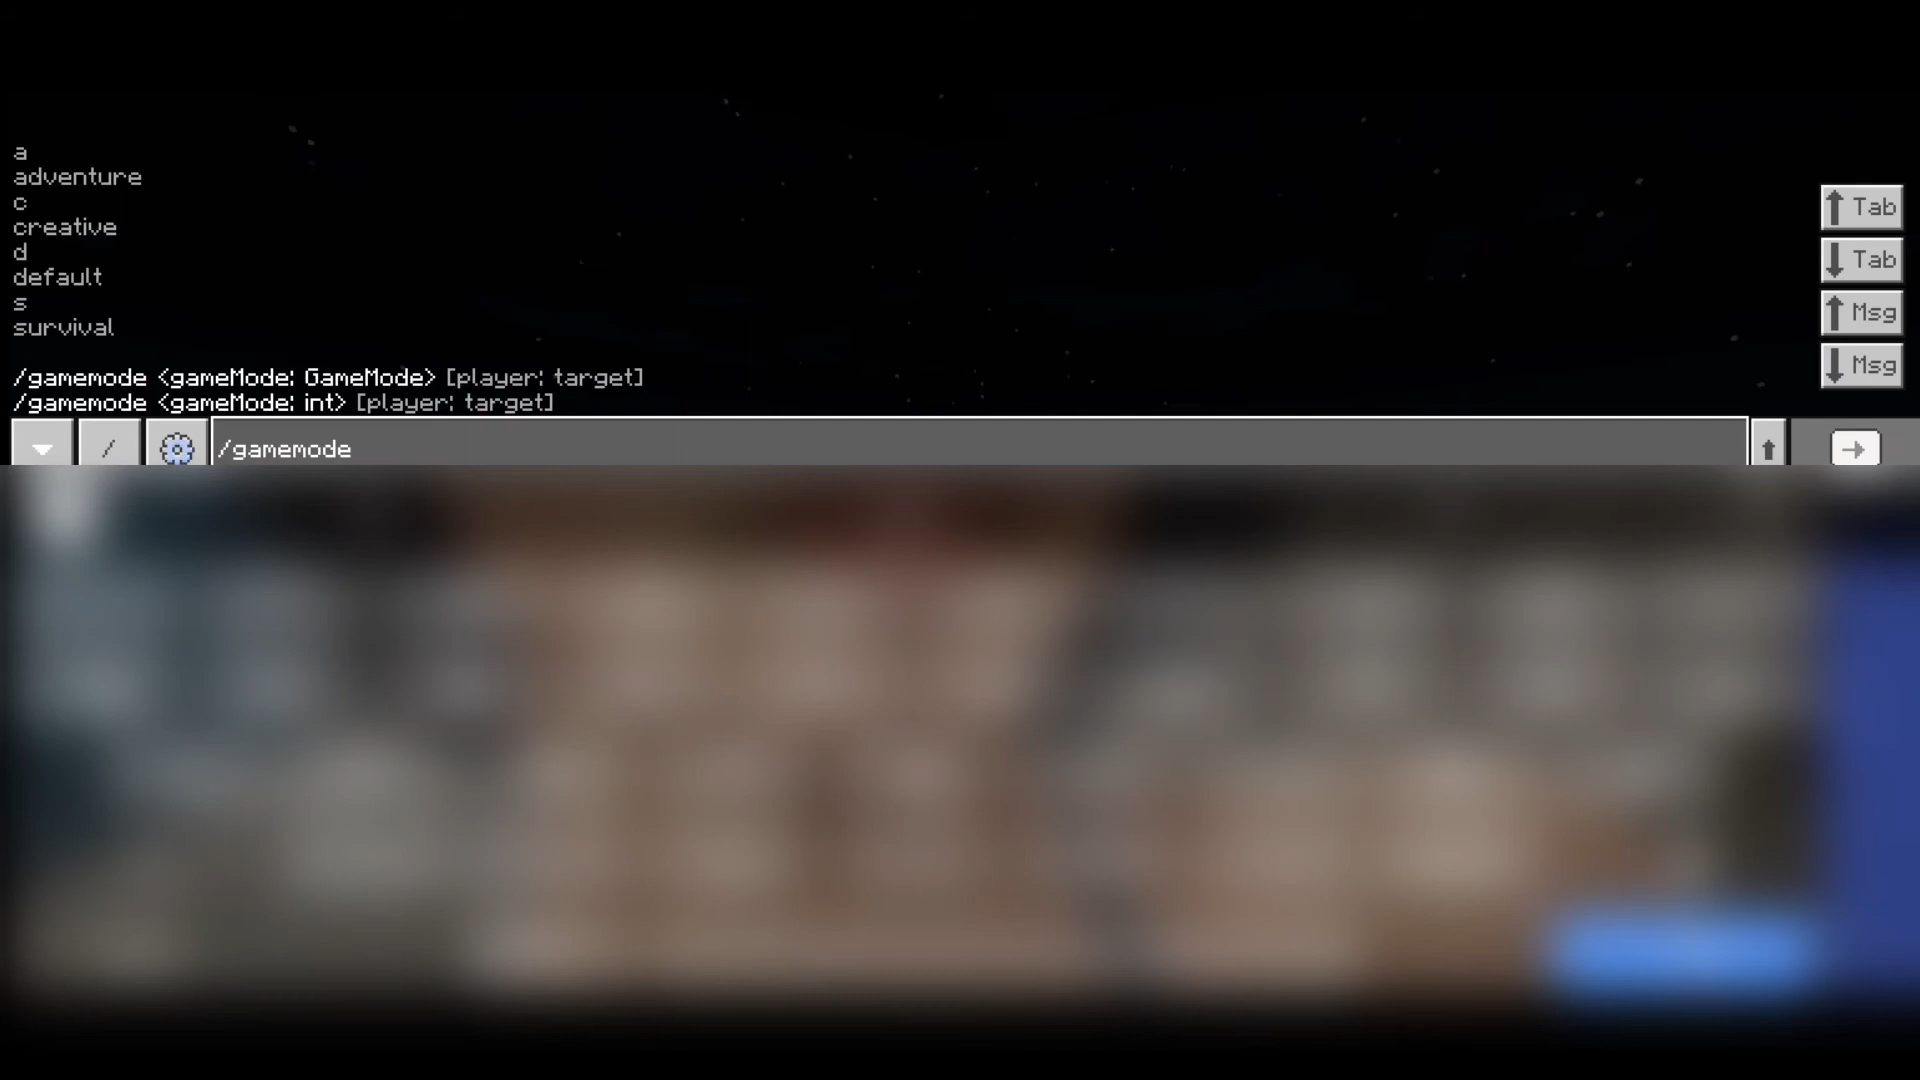 a
adventure
c
creative
d
default
s
survival
/gamemode <gameMode: GameMode> [player: target]
/gamemode <gameMode: int> [player: target]
/
/gamemode
Tab
Tab
Msg
Msg